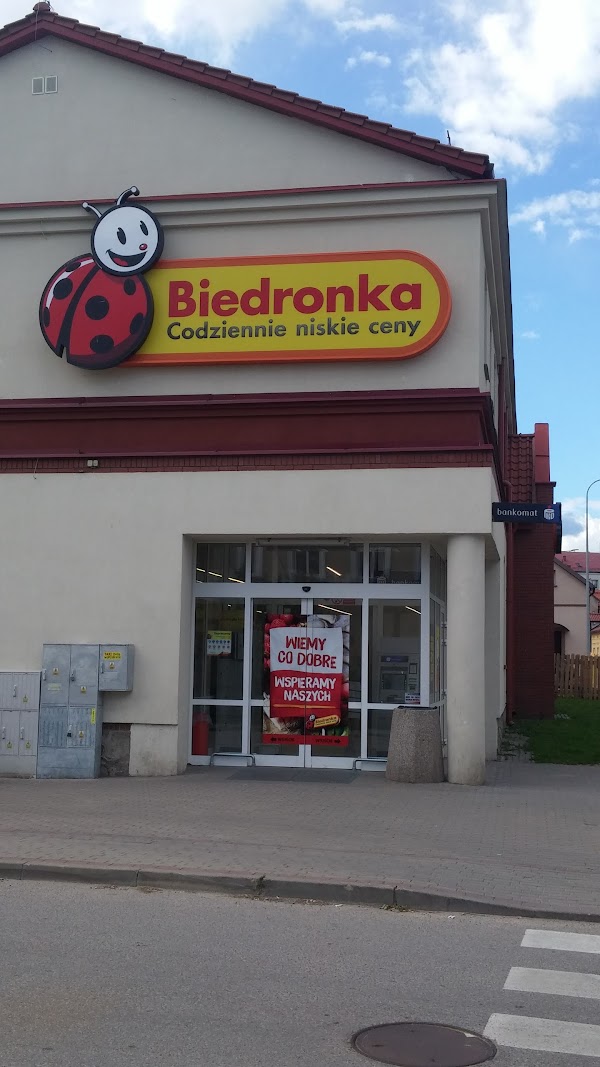 Biedronka
Codziennie niskie ceny
bankomat
WIEMY
CO DOBRE
WSPIERAMY
NASZYCH